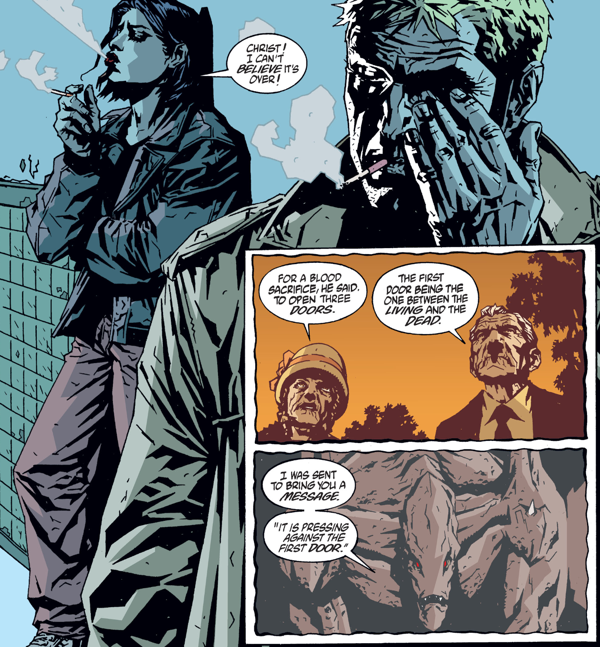 CHRIST!
I CAN'T
BELIEVE IT'S
OVER!
FOR A BLOOD
SACRIFICE, HE SAID.
TO OPEN THREE
DOORS.
THE FIRST
DOOR BEING THE
ONE BETWEEN THE
LIVING AND THE
DEAD.
I WAS SENT
TO BRING YOU A
MESSAGE.
"IT IS PRESSING
AGAINST THE
FIRST DOOR."